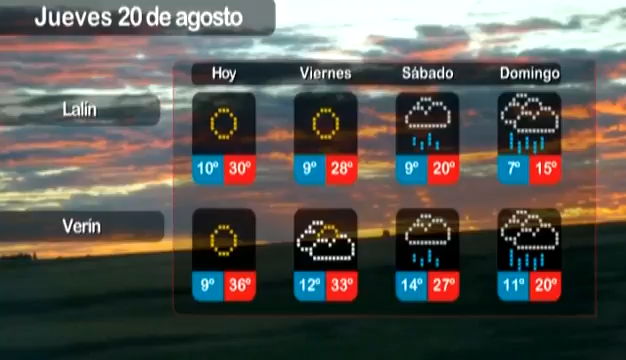 Jueves 20 de agosto
Hoy Viernes Sábado Domingo
Lalín
10º 30º 9º 28º 9º 20º 7º 15º
Verín
9º 36º 12º 33º 14º 27º 11º 20º